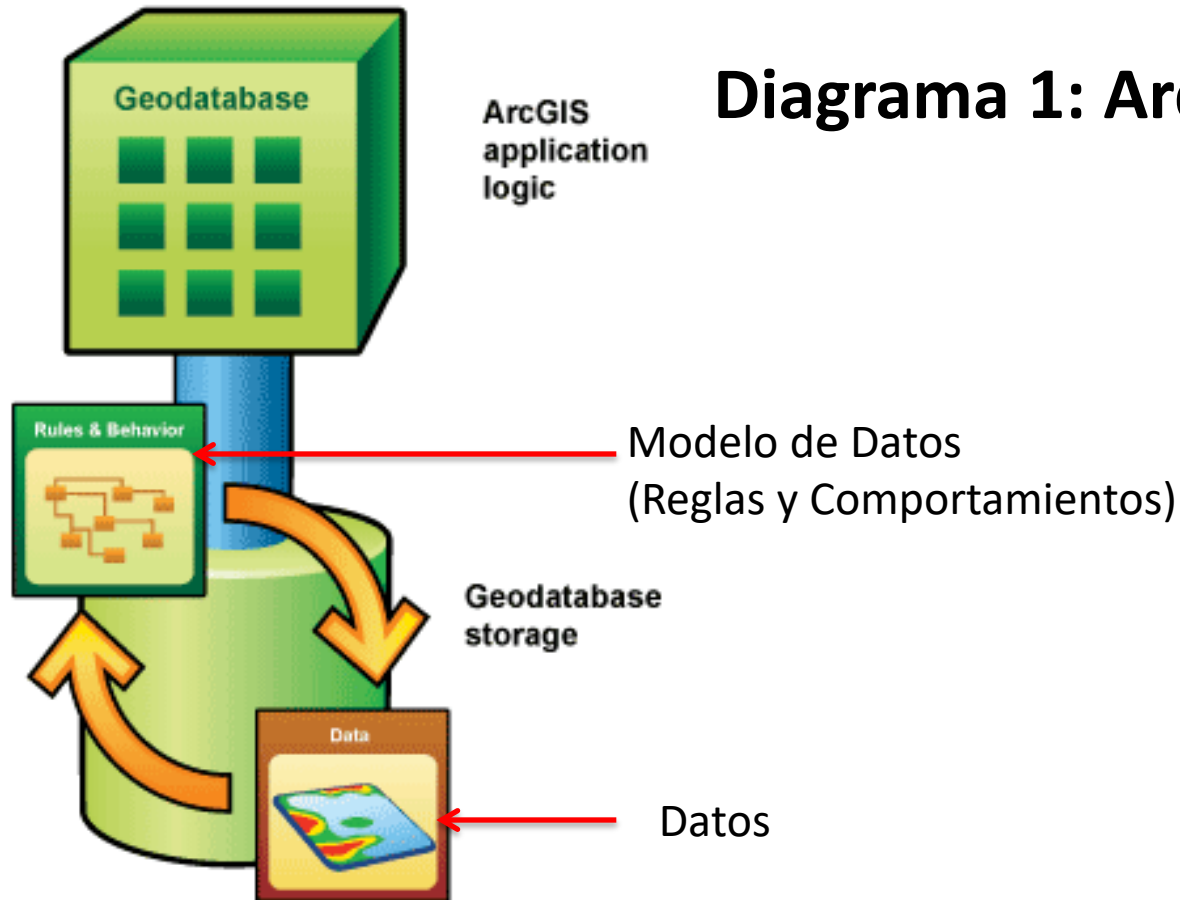 Diagrama 1: Ar
Geodatabase
ArcGIS
application
logic
Rules & Behavior
Modelo de Datos
(Reglas y Comportamientos)
Geodatabase
storage
Data
Datos